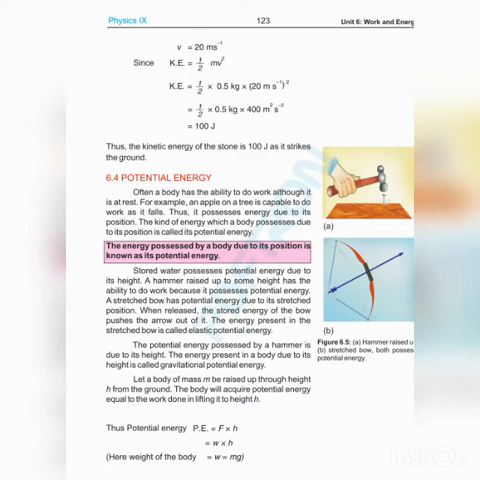 Physics IX 123 Unit 6: Work and Energ
v = 20 ms⁻¹
Since K.E. = 1/2 mv²
K.E. = 1/2 × 0.5 kg × (20 m s⁻¹)²
= 1/2 × 0.5 kg × 400 m² s⁻²
= 100 J
Thus, the kinetic energy of the stone is 100 J as it strikes
the ground.
6.4 POTENTIAL ENERGY
Often a body has the ability to do work although it
is at rest. For example, an apple on a tree is capable to do
work as it falls. Thus, it possesses energy due to its
position. The kind of energy which a body possesses due
to its position is called its potential energy.
The energy possessed by a body due to its position is
known as its potential energy.
Stored water possesses potential energy due to
its height. A hammer raised up to some height has the
ability to do work because it possesses potential energy.
A stretched bow has potential energy due to its stretched
position. When released, the stored energy of the bow
pushes the arrow out of it. The energy present in the
stretched bow is called elastic potential energy.
The potential energy possessed by a hammer is
due to its height. The energy present in a body due to its
height is called gravitational potential energy.
Let a body of mass m be raised up through height
h from the ground. The body will acquire potential energy
equal to the work done in lifting it to height h.
Thus Potential energy P.E. = F × h
= w × h
(Here weight of the body = w = mg)
(a)
(b)
Figure 6.5: (a) Hammer raised u
(b) stretched bow, both posses
potential energy.
InShot